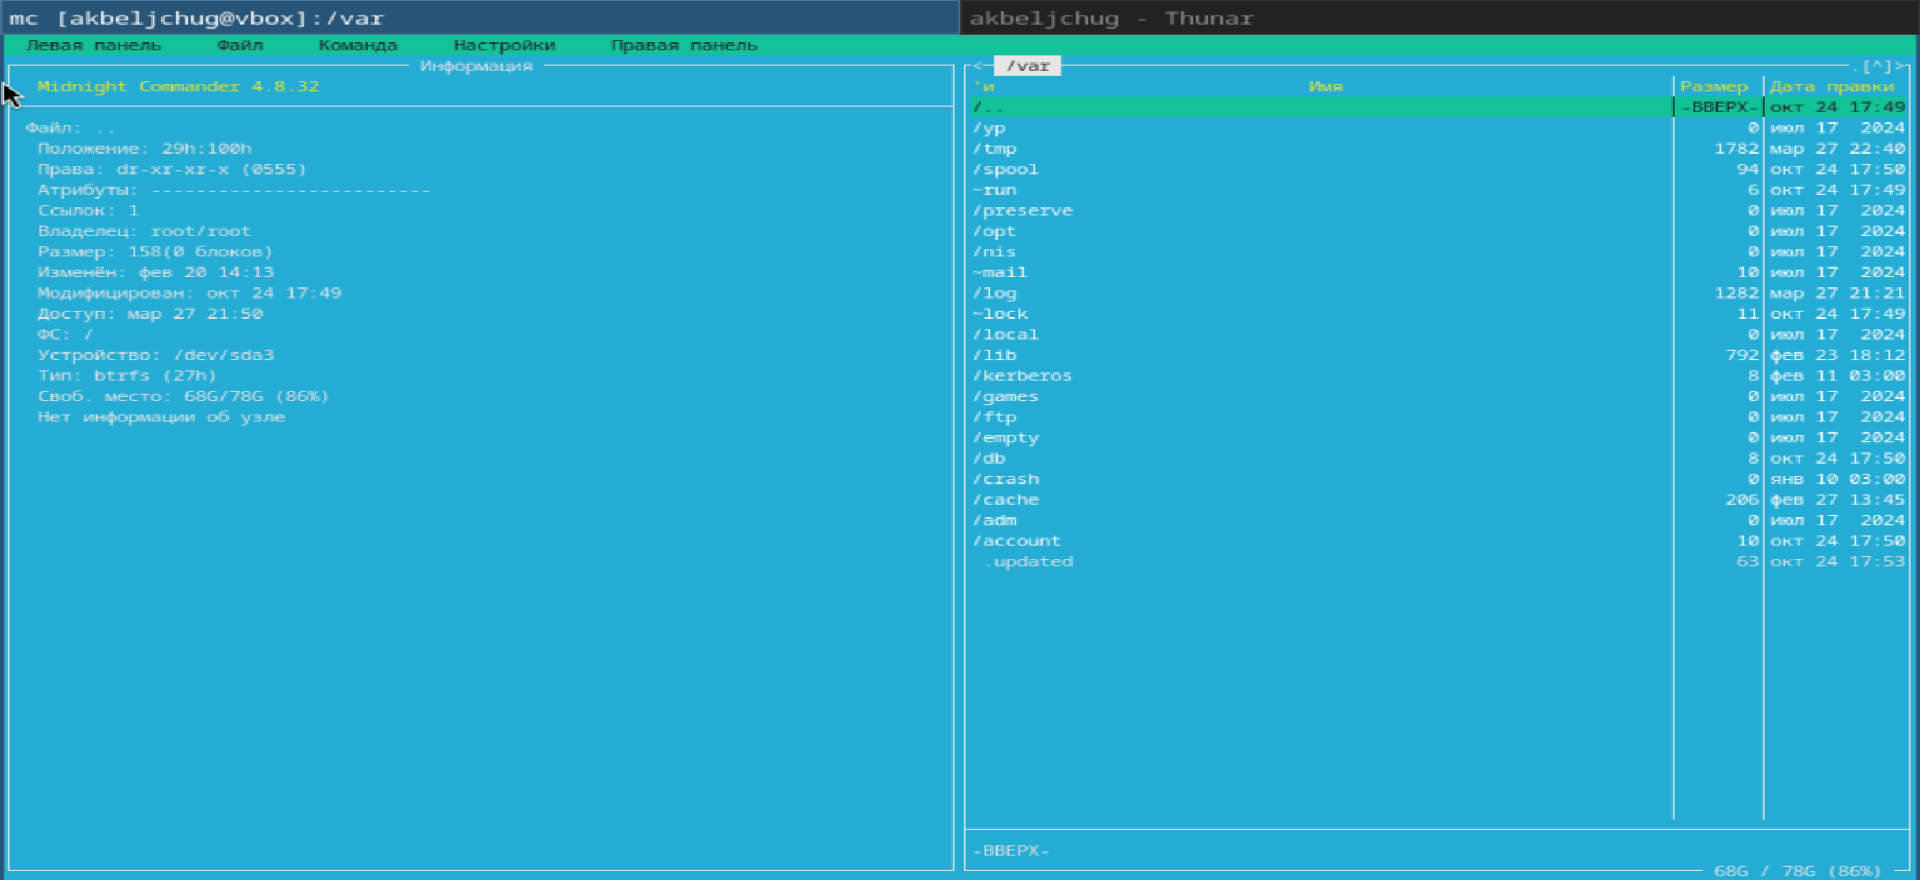 mc [akbeljchug@vbox]:/var
akbeljchug - Thunar
Левая панель Файл Команда Настройки Правая панель
Информация
Midnight Commander 4.8.32
Файл: ..
Положение: 29h:100h
Права: dr-xr-xr-x (0555)
Атрибуты: -------------------------
Ссылок: 1
Владелец: root/root
Размер: 158(0 блоков)
Изменён: фев 20 14:13
Модифицирован: окт 24 17:49
Доступ: мар 27 21:50
ФС: /
Устройство: /dev/sda3
Тип: btrfs (27h)
Своб. место: 68G/78G (86%)
Нет информации об узле
<- /var .[^]>
'и Имя Размер Дата правки
/.. -ВВЕРХ- окт 24 17:49
/yp 0 июл 17 2024
/tmp 1782 мар 27 22:40
/spool 94 окт 24 17:50
~run 6 окт 24 17:49
/preserve 0 июл 17 2024
/opt 0 июл 17 2024
/nis 0 июл 17 2024
~mail 10 июл 17 2024
/log 1282 мар 27 21:21
~lock 11 окт 24 17:49
/local 0 июл 17 2024
/lib 792 фев 23 18:12
/kerberos 8 фев 11 03:00
/games 0 июл 17 2024
/ftp 0 июл 17 2024
/empty 0 июл 17 2024
/db 8 окт 24 17:50
/crash 0 янв 10 03:00
/cache 206 фев 27 13:45
/adm 0 июл 17 2024
/account 10 окт 24 17:50
.updated 63 окт 24 17:53
-ВВЕРХ-
68G / 78G (86%)